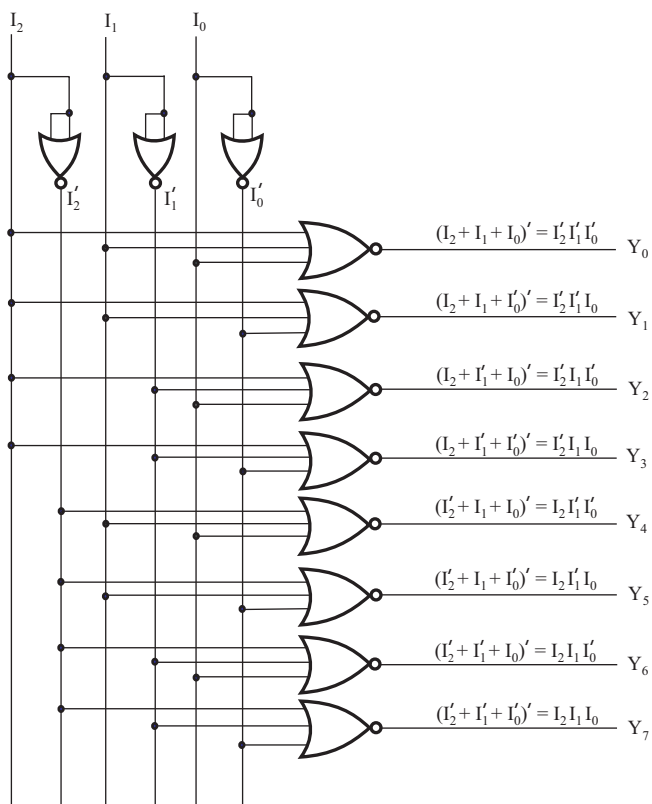 I₂ I₁ I₀
I₂′ I₁′ I₀′
(I₂ + I₁ + I₀)′ = I₂′ I₁′ I₀′ Y₀
(I₂ + I₁ + I₀′)′ = I₂′ I₁′ I₀ Y₁
(I₂ + I₁′ + I₀)′ = I₂′ I₁ I₀′ Y₂
(I₂ + I₁′ + I₀′)′ = I₂′ I₁ I₀ Y₃
(I₂′ + I₁ + I₀)′ = I₂ I₁′ I₀′ Y₄
(I₂′ + I₁ + I₀′)′ = I₂ I₁′ I₀ Y₅
(I₂′ + I₁′ + I₀)′ = I₂ I₁ I₀′ Y₆
(I₂′ + I₁′ + I₀′)′ = I₂ I₁ I₀ Y₇